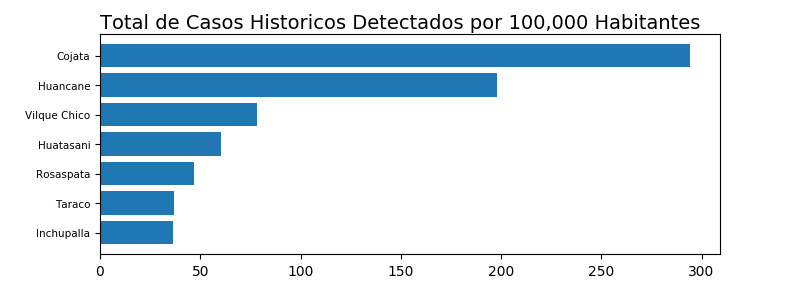 Total de Casos Historicos Detectados por 100,000 Habitantes
Cojata
Huancane
Vilque Chico
Huatasani
Rosaspata
Taraco
Inchupalla
0 50 100 150 200 250 300